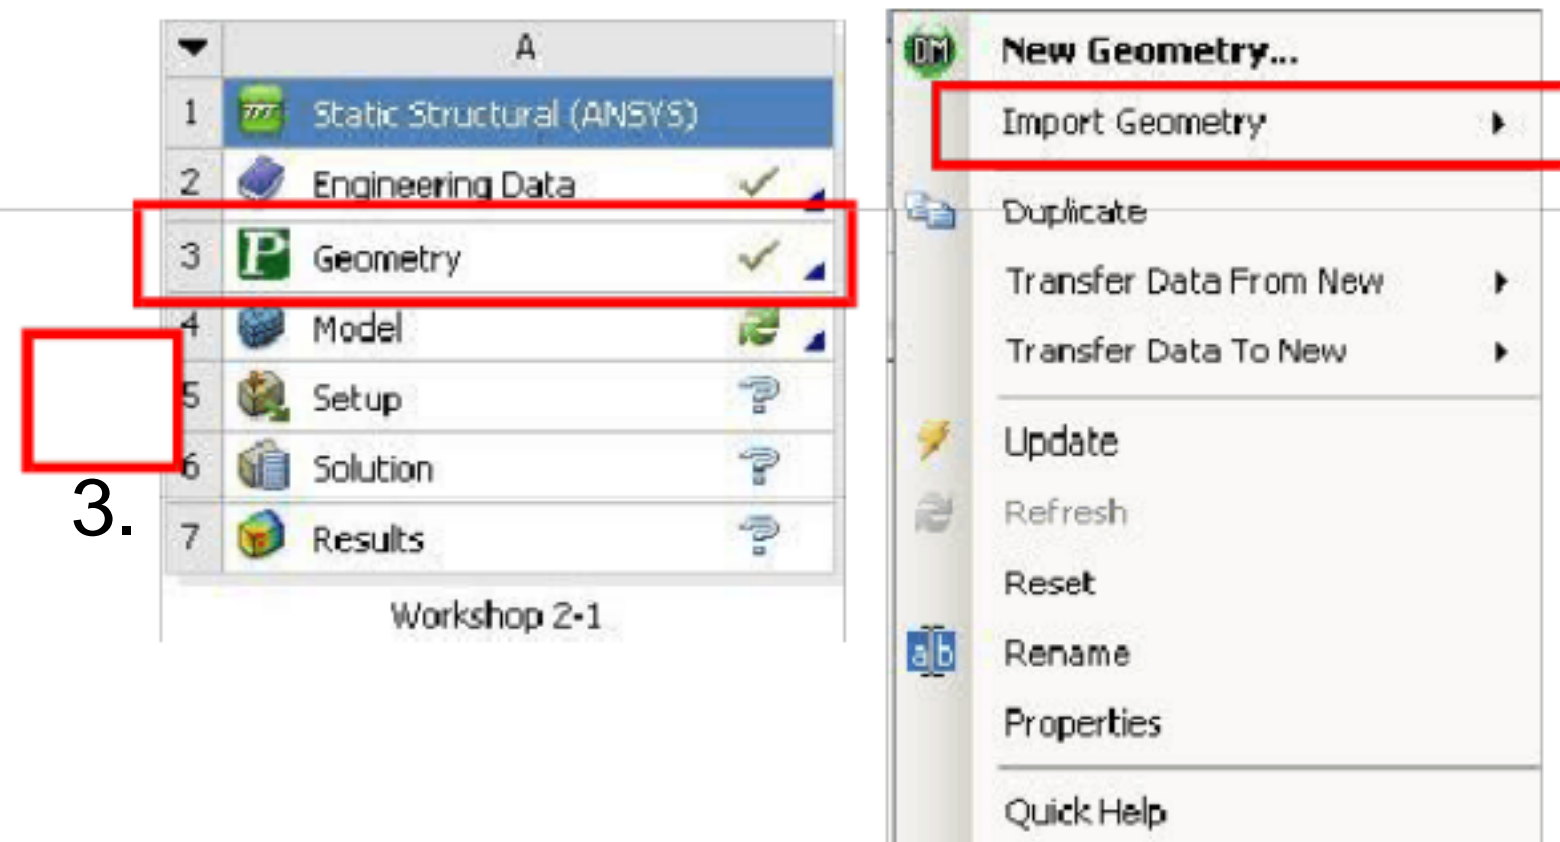 A
1 Static Structural (ANSYS)
2 Engineering Data
3 P Geometry
4 Model
5 Setup
6 Solution
7 Results
Workshop 2-1
3.
DM New Geometry...
Import Geometry
Duplicate
Transfer Data From New
Transfer Data To New
Update
Refresh
Reset
ab Rename
Properties
Quick Help